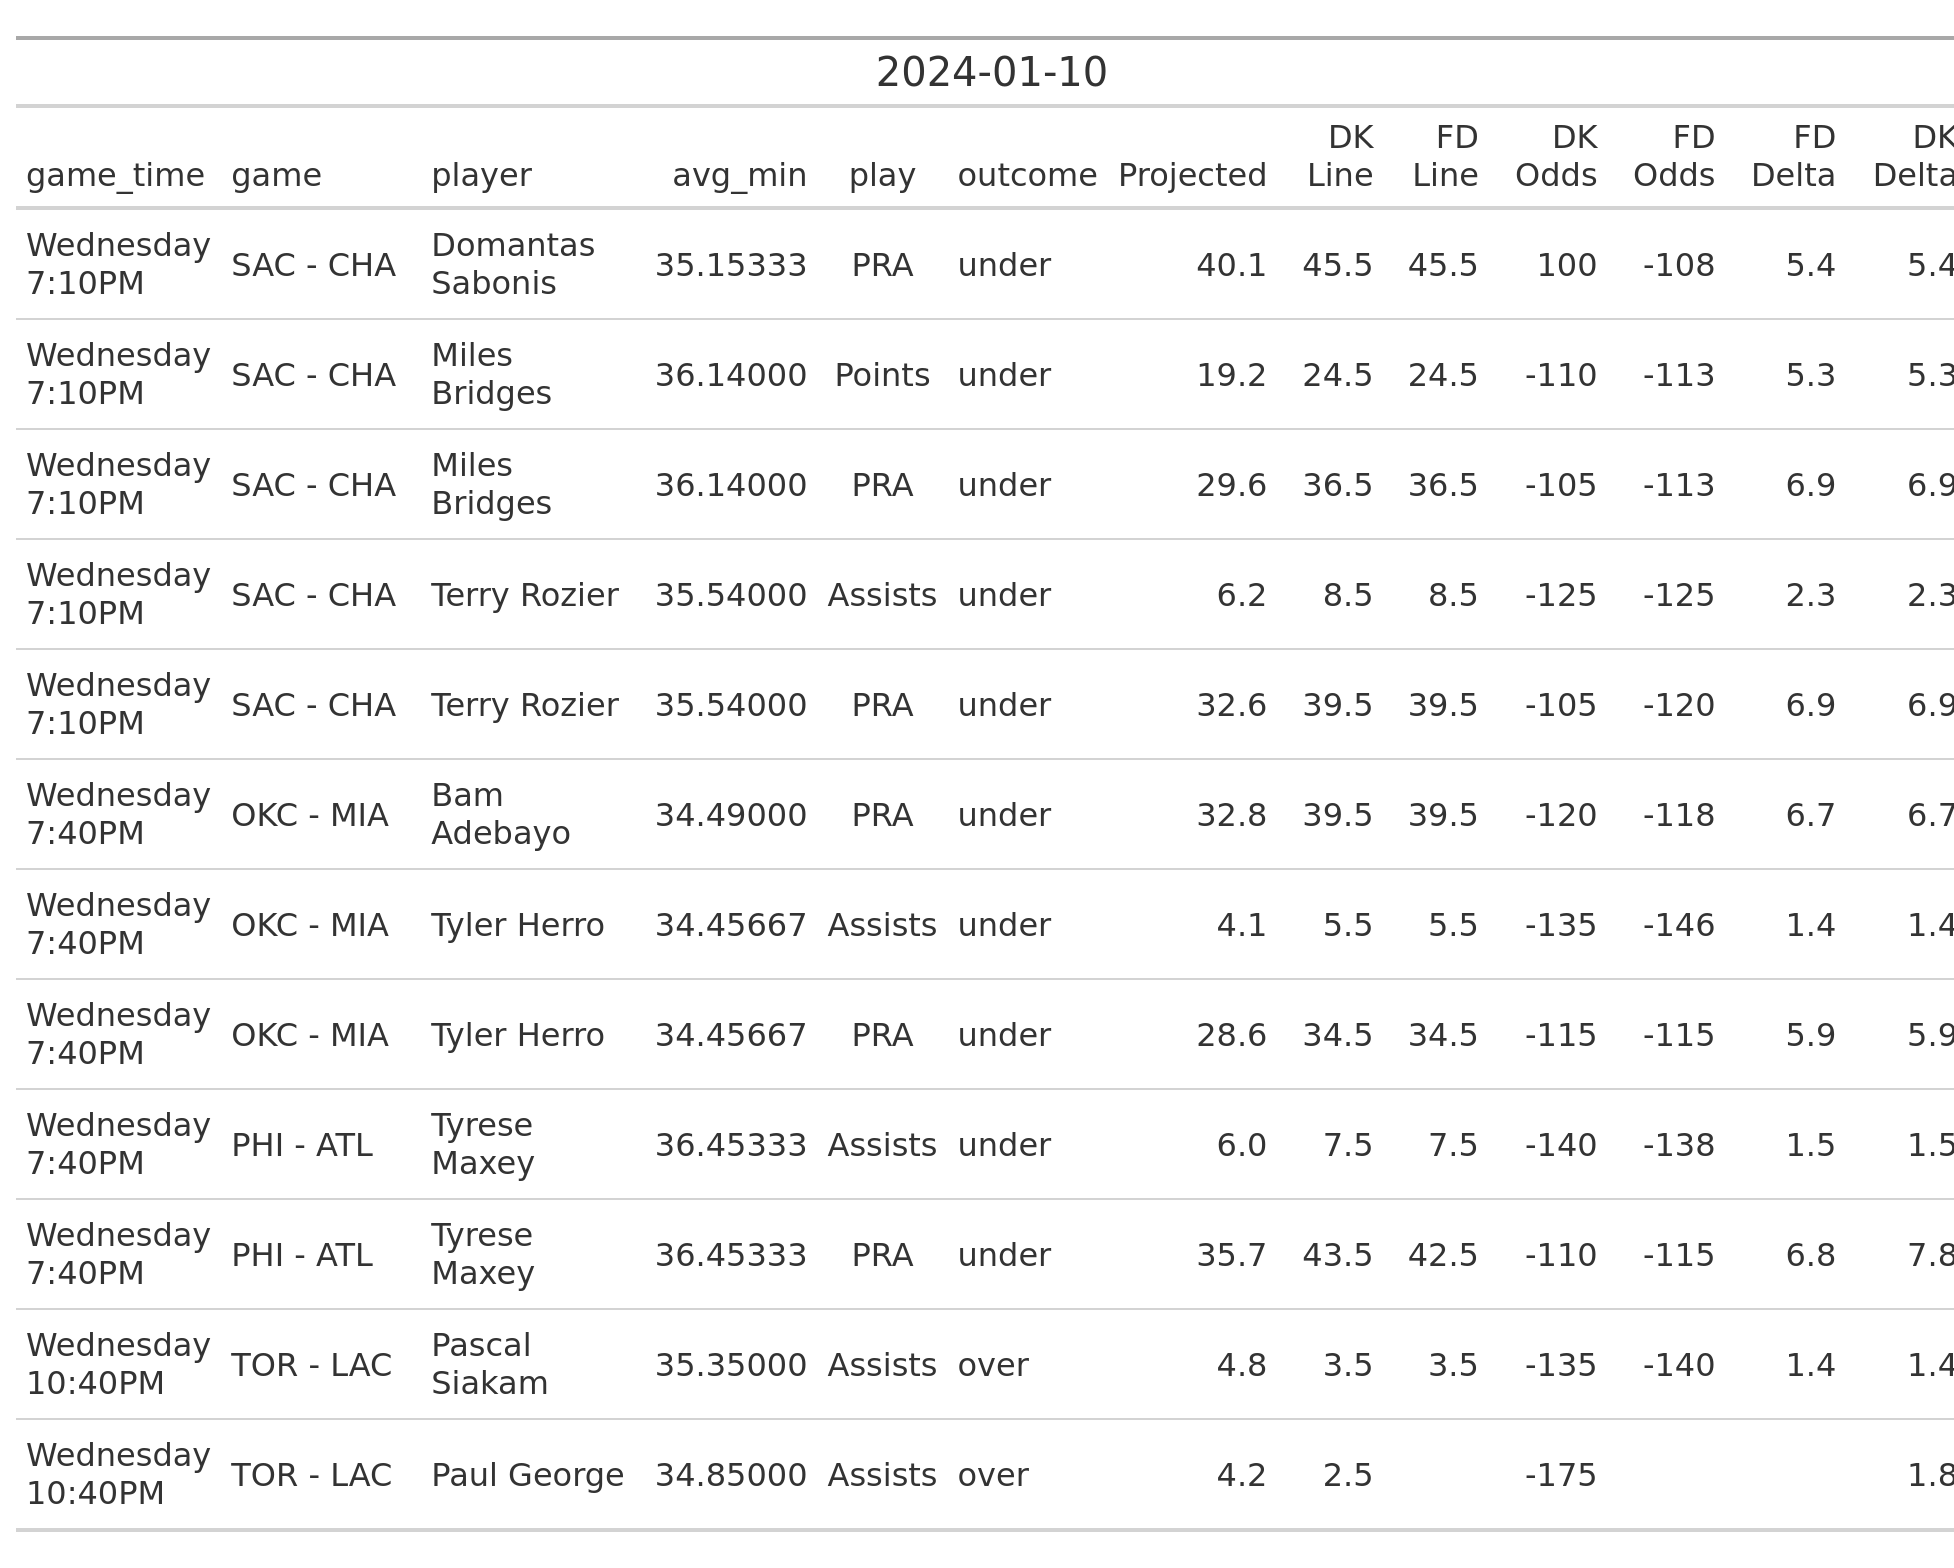 2024-01-10
game_time game player avg_min play outcome Projected DK Line FD Line DK Odds FD Odds FD Delta DK Delta
Wednesday 7:10PM SAC - CHA Domantas Sabonis 35.15333 PRA under 40.1 45.5 45.5 100 -108 5.4 5.4
Wednesday 7:10PM SAC - CHA Miles Bridges 36.14000 Points under 19.2 24.5 24.5 -110 -113 5.3 5.3
Wednesday 7:10PM SAC - CHA Miles Bridges 36.14000 PRA under 29.6 36.5 36.5 -105 -113 6.9 6.9
Wednesday 7:10PM SAC - CHA Terry Rozier 35.54000 Assists under 6.2 8.5 8.5 -125 -125 2.3 2.3
Wednesday 7:10PM SAC - CHA Terry Rozier 35.54000 PRA under 32.6 39.5 39.5 -105 -120 6.9 6.9
Wednesday 7:40PM OKC - MIA Bam Adebayo 34.49000 PRA under 32.8 39.5 39.5 -120 -118 6.7 6.7
Wednesday 7:40PM OKC - MIA Tyler Herro 34.45667 Assists under 4.1 5.5 5.5 -135 -146 1.4 1.4
Wednesday 7:40PM OKC - MIA Tyler Herro 34.45667 PRA under 28.6 34.5 34.5 -115 -115 5.9 5.9
Wednesday 7:40PM PHI - ATL Tyrese Maxey 36.45333 Assists under 6.0 7.5 7.5 -140 -138 1.5 1.5
Wednesday 7:40PM PHI - ATL Tyrese Maxey 36.45333 PRA under 35.7 43.5 42.5 -110 -115 6.8 7.8
Wednesday 10:40PM TOR - LAC Pascal Siakam 35.35000 Assists over 4.8 3.5 3.5 -135 -140 1.4 1.4
Wednesday 10:40PM TOR - LAC Paul George 34.85000 Assists over 4.2 2.5 -175 1.8